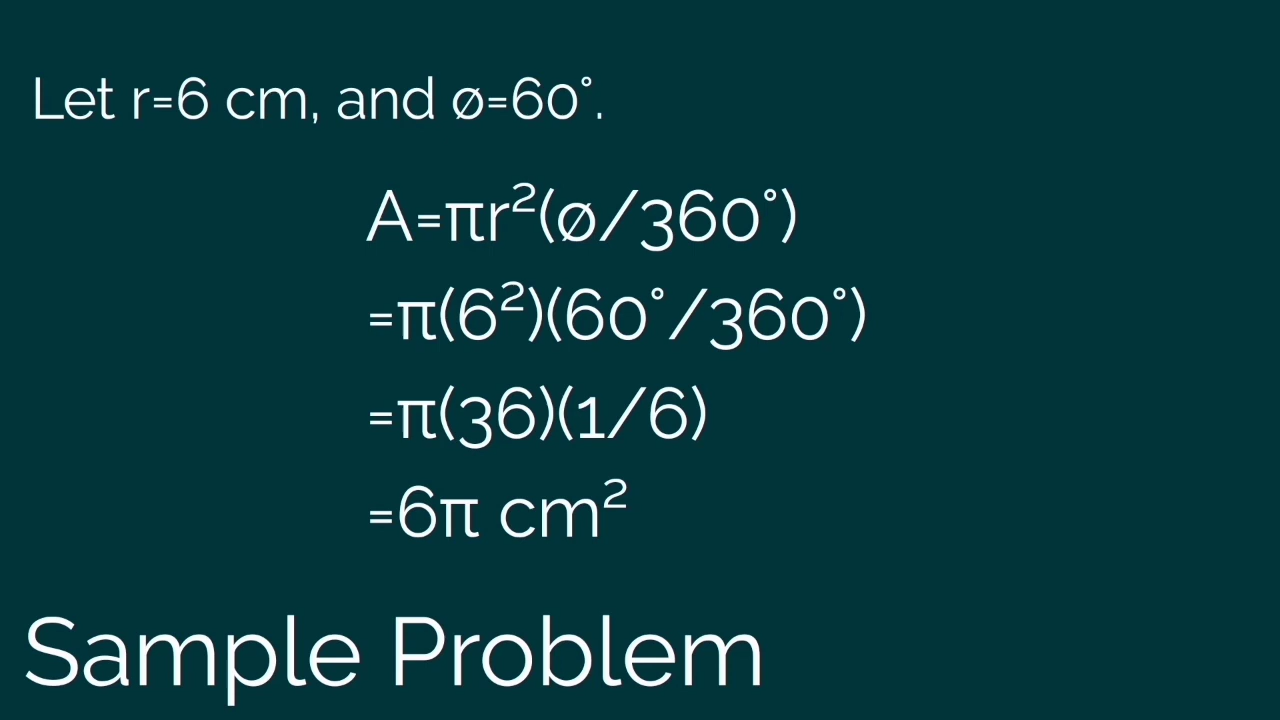 Let r=6 cm, and ø=60°.
A=πr²(ø/360°)
=π(6²)(60°/360°)
=π(36)(1/6)
=6π cm²
Sample Problem